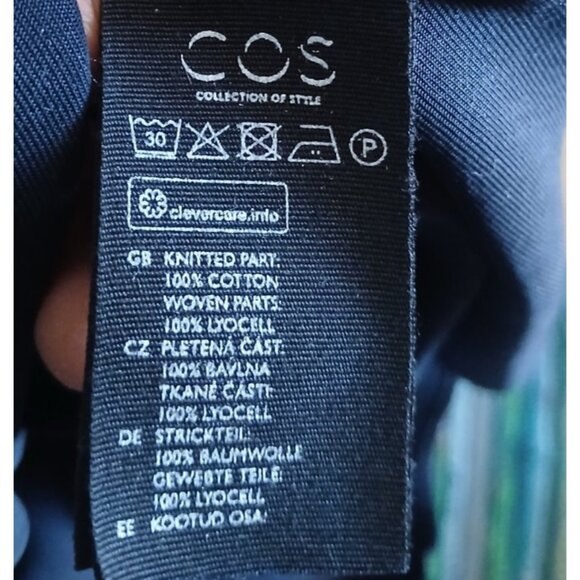 COS
COLLECTION OF STYLE
30 P
clevercare.info
GB KNITTED PART:
100% COTTON
WOVEN PARTS:
100% LYOCELL
CZ PLETENÁ ČÁST:
100% BAVLNA
TKANÉ ČÁSTI:
100% LYOCELL
DE STRICKTEIL:
100% BAUMWOLLE
GEWEBTE TEILE:
100% LYOCELL
EE KOOTUD OSA: